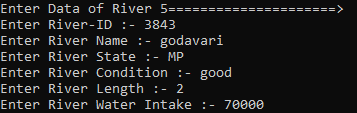 Enter Data of River 5=====================>
Enter River-ID :- 3843
Enter River Name :- godavari
Enter River State :- MP
Enter River Condition :- good
Enter River Length :- 2
Enter River Water Intake :- 70000